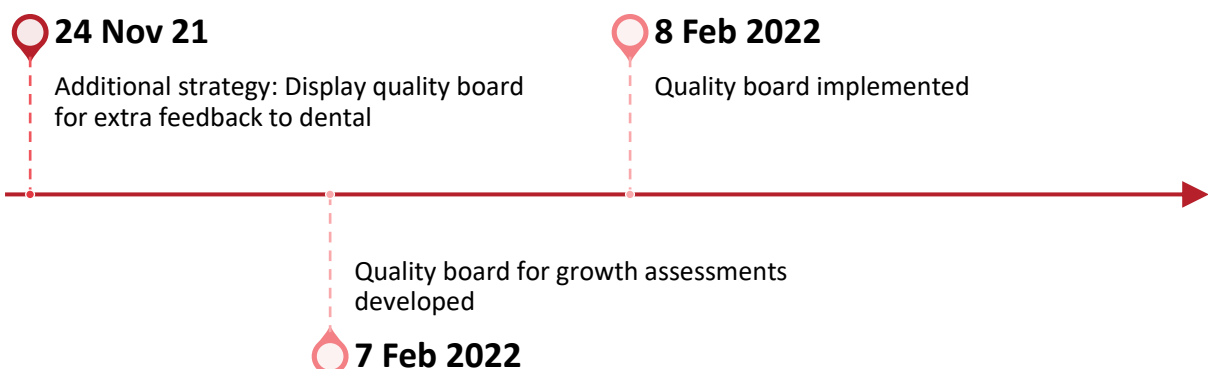 24 Nov 21
Additional strategy: Display quality board
for extra feedback to dental
8 Feb 2022
Quality board implemented
Quality board for growth assessments
developed
7 Feb 2022